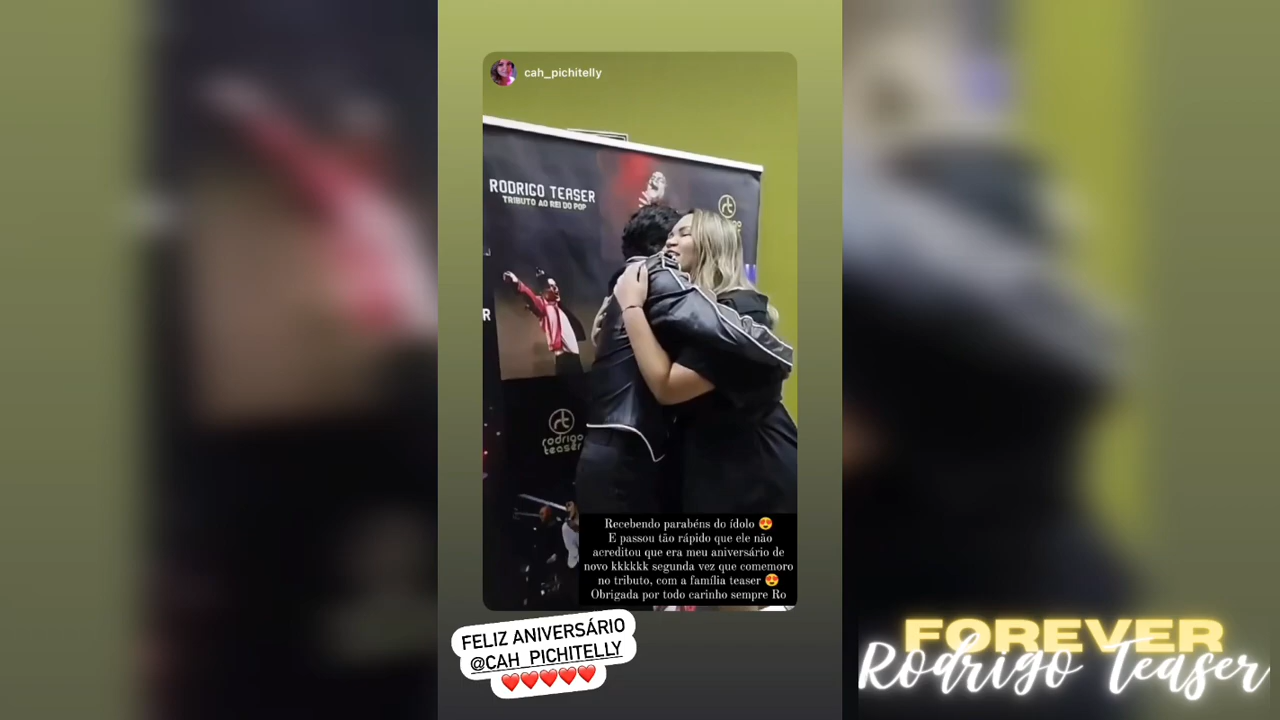 cah_pichitelly
RODRIGO TEASER
TRIBUTO AO REI DO POP
rt
R
rt
rodrigo
teaser
Recebendo parabéns do ídolo 😍
E passou tão rápido que ele não
acreditou que era meu aniversário de
novo kkkkkk segunda vez que comemoro
no tributo, com a família teaser 😍
Obrigada por todo carinho sempre Ro
FELIZ ANIVERSÁRIO
@CAH_PICHITELLY
❤️❤️❤️❤️❤️
FOREVER
Rodrigo Teaser